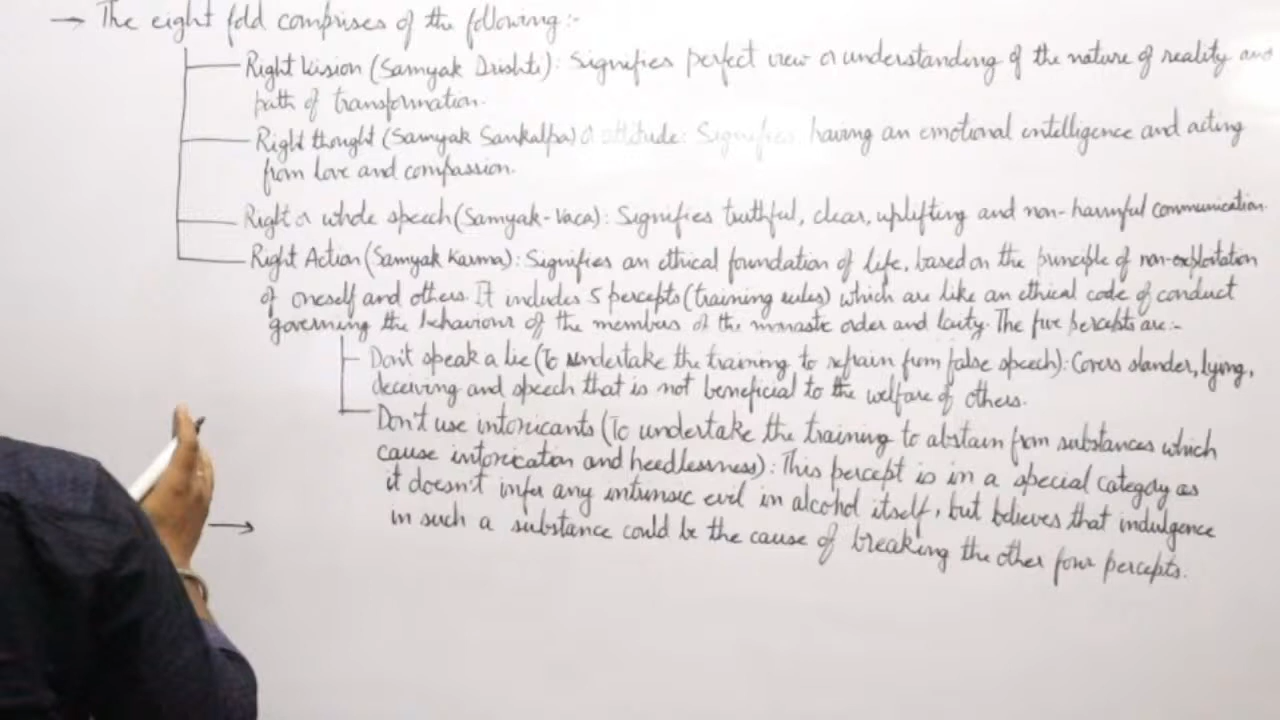 → The eight fold comprises of the following:-
Right Vision (Samyak Drishti): Signifies perfect view or understanding of the nature of reality and
path of transformation.
Right thought (Samyak Sankalpa) or attitude: Signifies having an emotional intelligence and acting
from love and compassion.
Right or whole speech (Samyak-Vaca): Signifies truthful, clear, uplifting and non-harmful communication.
Right Action (Samyak Karma): Signifies an ethical foundation of life, based on the principle of non-exploitation
of oneself and others. It includes 5 percepts (training rules) which are like an ethical code of conduct
governing the behaviour of the members of the monastic order and laity. The five percepts are:-
Don't speak a lie (To undertake the training to refrain from false speech): Covers slander, lying,
deceiving and speech that is not beneficial to the welfare of others.
Don't use intoxicants (To undertake the training to abstain from substances which
cause intoxication and heedlessness): This percept is in a special category as
it doesn't infer any intrinsic evil in alcohol itself, but believes that indulgence
in such a substance could be the cause of breaking the other four percepts.
→